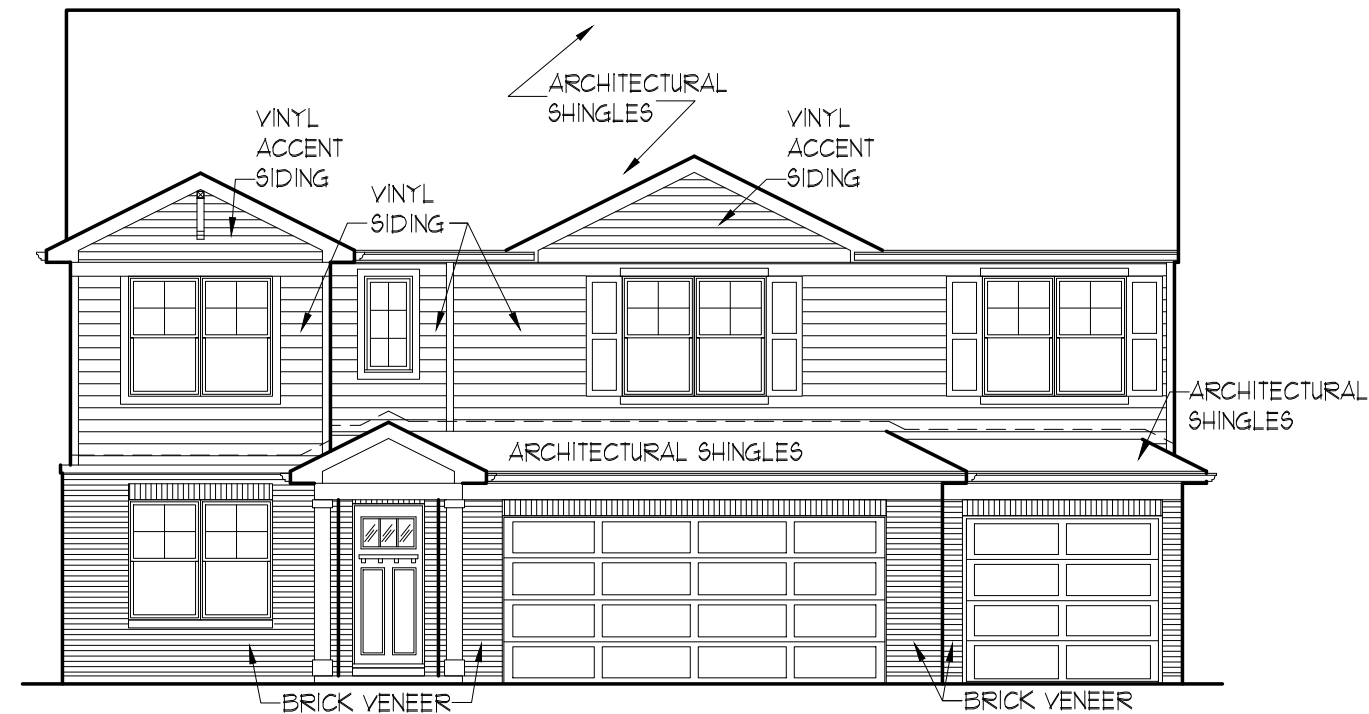 ARCHITECTURAL
SHINGLES
VINYL
ACCENT
SIDING
VINYL
ACCENT
SIDING
VINYL
SIDING
ARCHITECTURAL
SHINGLES
ARCHITECTURAL SHINGLES
BRICK VENEER
BRICK VENEER